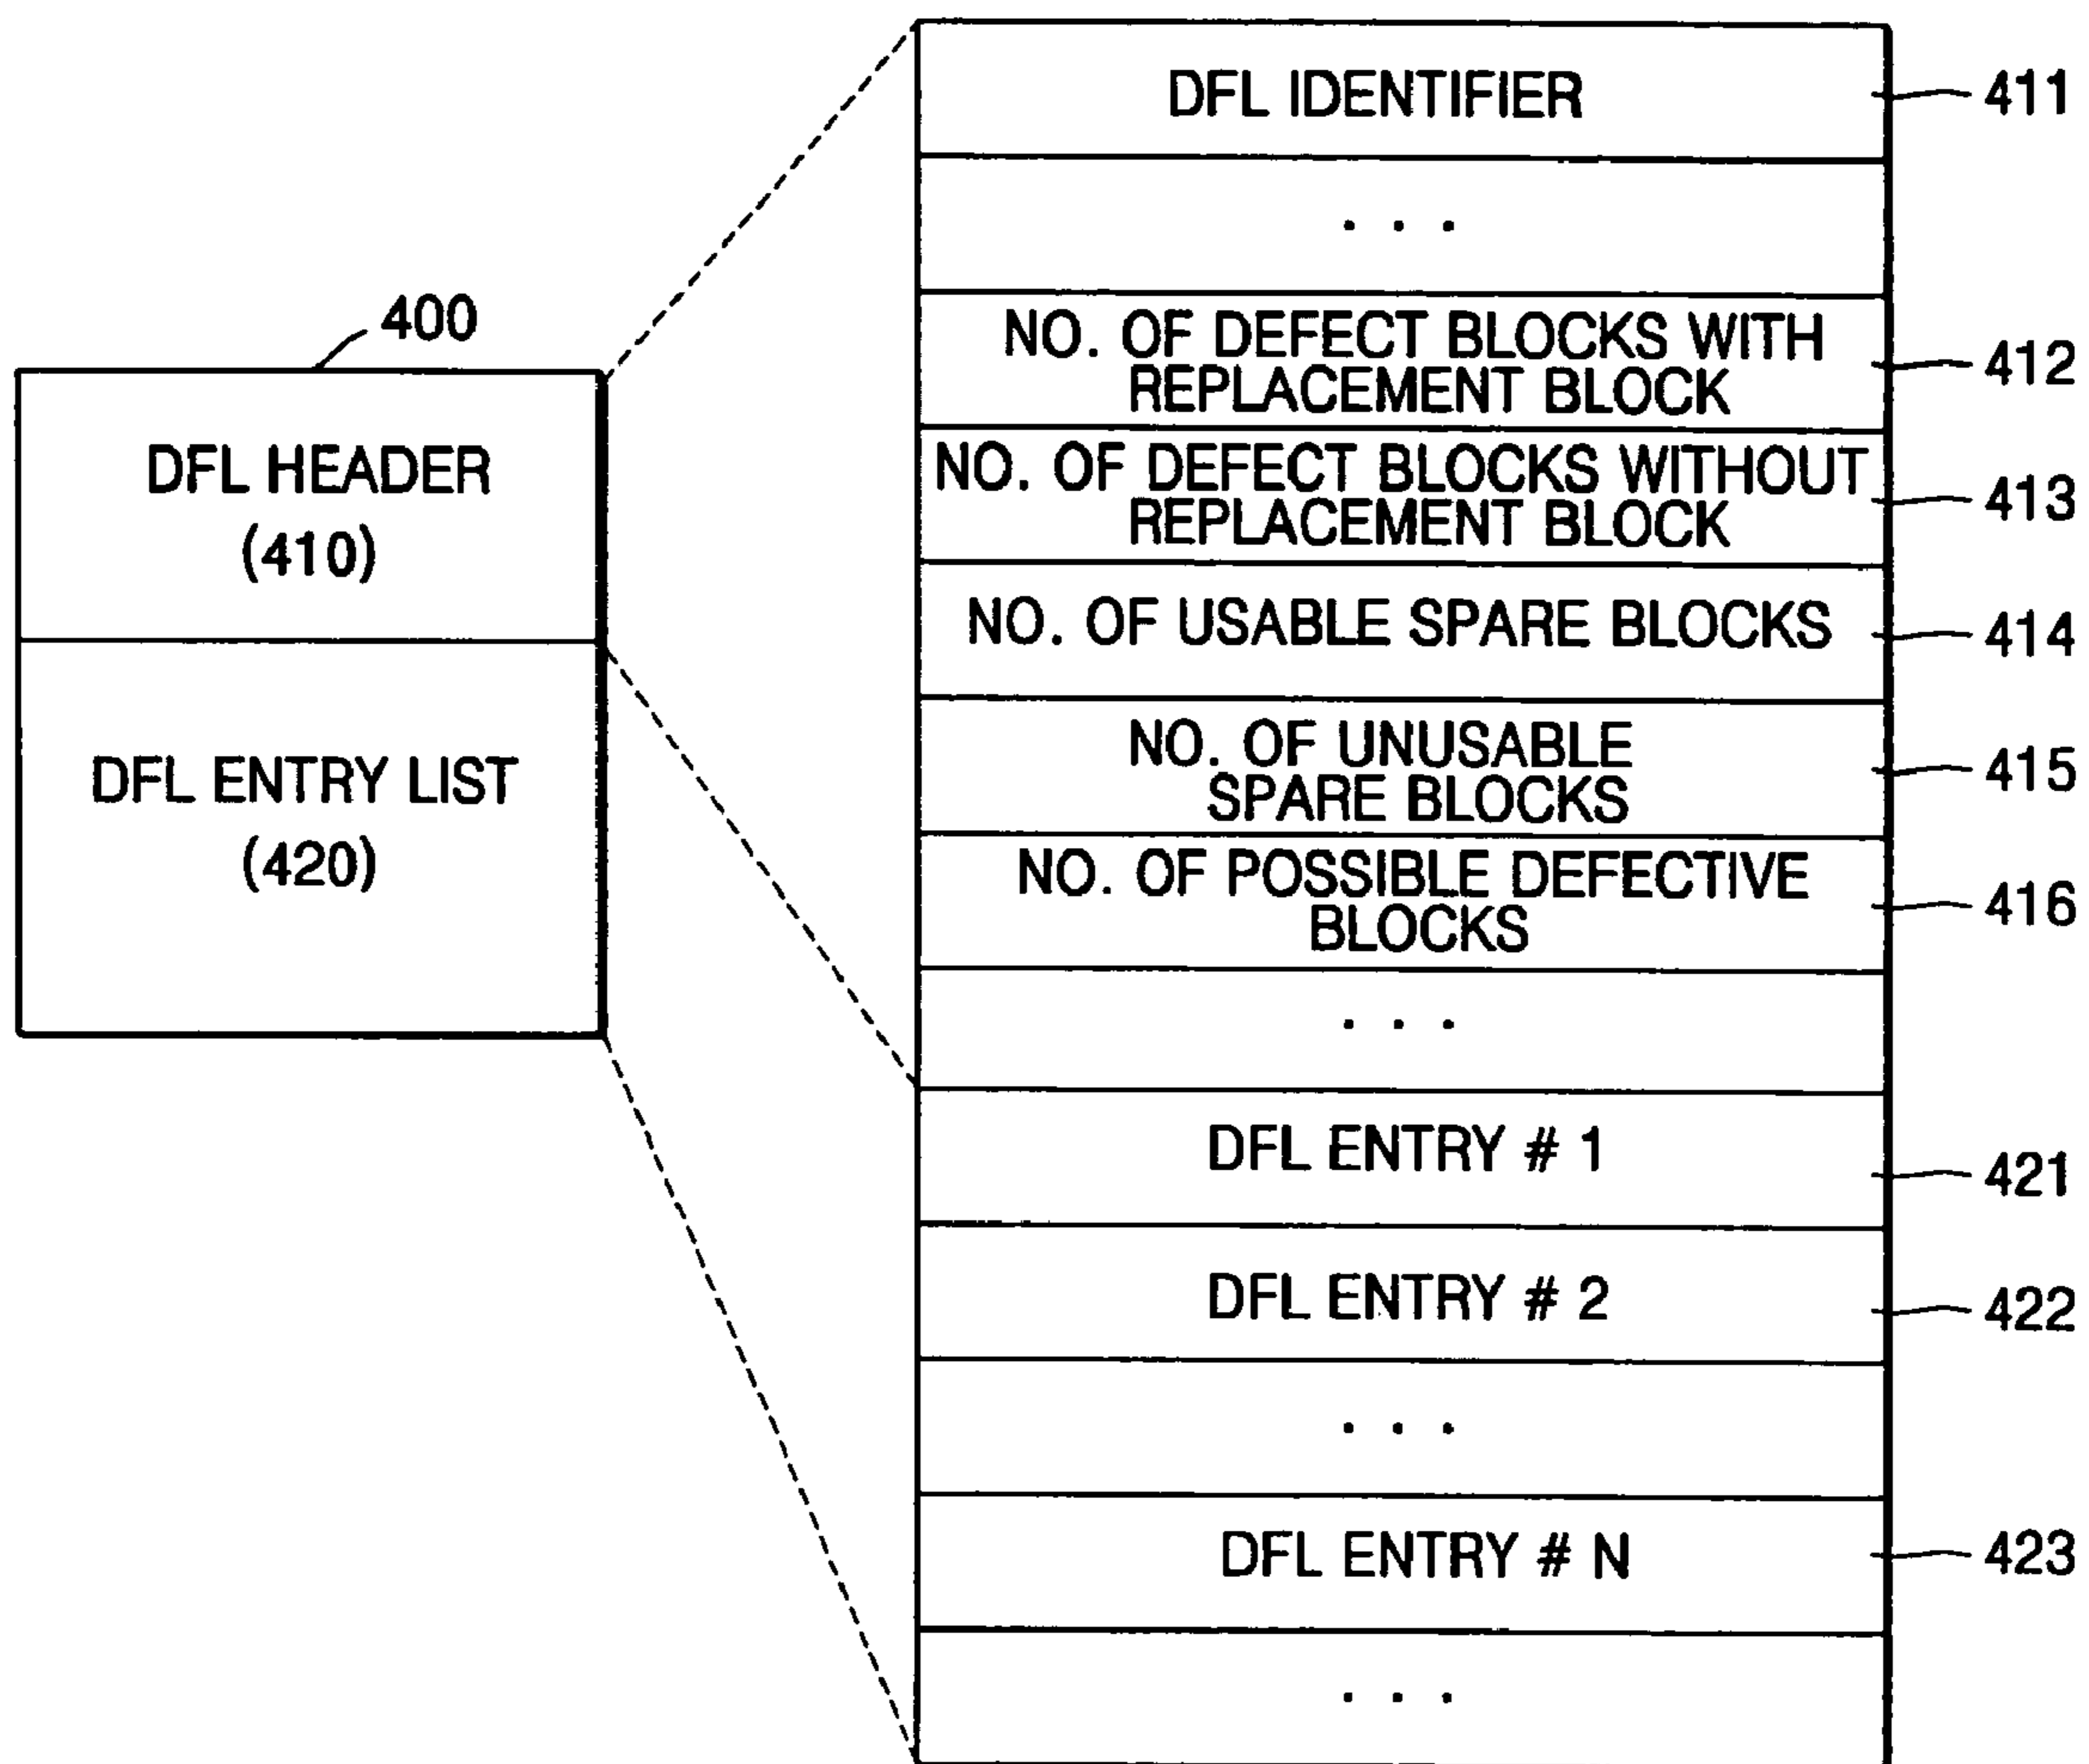 400
DFL HEADER
(410)
DFL ENTRY LIST
(420)
DFL IDENTIFIER
411
. . .
NO. OF DEFECT BLOCKS WITH
REPLACEMENT BLOCK
412
NO. OF DEFECT BLOCKS WITHOUT
REPLACEMENT BLOCK
413
NO. OF USABLE SPARE BLOCKS
414
NO. OF UNUSABLE
SPARE BLOCKS
415
NO. OF POSSIBLE DEFECTIVE
BLOCKS
416
. . .
DFL ENTRY # 1
421
DFL ENTRY # 2
422
. . .
DFL ENTRY # N
423
. . .